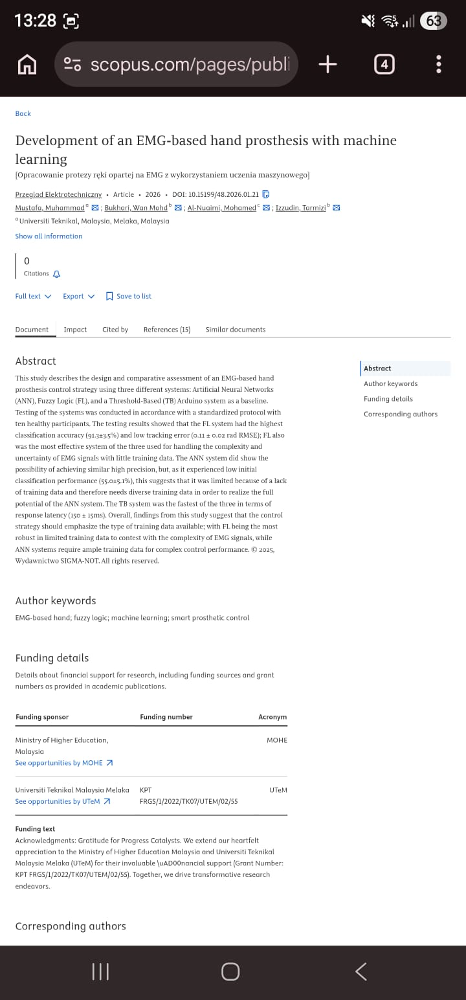 13:28
63
scopus.com/pages/publi
4
Back
Development of an EMG-based hand prosthesis with machine
learning
[Opracowanie protezy ręki opartej na EMG z wykorzystaniem uczenia maszynowego]
Przeglad Elektrotechniczny • Article • 2026 • DOI: 10.15199/48.2026.01.21
Mustafa, Muhammad a ; Bukhari, Wan Mohd b ; Al-Nuaimi, Mohamed c ; Izzudin, Tarmizi b
a Universiti Teknikal, Malaysia, Melaka, Malaysia
Show all information
0
Citations
Full text Export Save to list
Document Impact Cited by References (15) Similar documents
Abstract
This study describes the design and comparative assessment of an EMG-based hand
prosthesis control strategy using three different systems: Artificial Neural Networks
(ANN), Fuzzy Logic (FL), and a Threshold-Based (TB) Arduino system as a baseline.
Testing of the systems was conducted in accordance with a standardized protocol with
ten healthy participants. The testing results showed that the FL system had the highest
classification accuracy (91.3±3.5%) and low tracking error (0.11 ± 0.02 rad RMSE); FL also
was the most effective system of the three used for handling the complexity and
uncertainty of EMG signals with little training data. The ANN system did show the
possibility of achieving similar high precision, but, as it experienced low initial
classification performance (55.0±5.1%), this suggests that it was limited because of a lack
of training data and therefore needs diverse training data in order to realize the full
potential of the ANN system. The TB system was the fastest of the three in terms of
response latency (150 ± 15ms). Overall, findings from this study suggest that the control
strategy should emphasize the type of training data available; with FL being the most
robust in limited training data to contest with the complexity of EMG signals, while
ANN systems require ample training data for complex control performance. © 2025,
Wydawnictwo SIGMA-NOT. All rights reserved.
Abstract
Author keywords
Funding details
Corresponding authors
Author keywords
EMG-based hand; fuzzy logic; machine learning; smart prosthetic control
Funding details
Details about financial support for research, including funding sources and grant
numbers as provided in academic publications.
Funding sponsor Funding number Acronym
Ministry of Higher Education, MOHE
Malaysia
See opportunities by MOHE
Universiti Teknikal Malaysia Melaka KPT UTeM
See opportunities by UTeM FRGS/1/2022/TK07/UTEM/02/55
Funding text
Acknowledgments: Gratitude for Progress Catalysts. We extend our heartfelt
appreciation to the Ministry of Higher Education Malaysia and Universiti Teknikal
Malaysia Melaka (UTeM) for their invaluable \uAD00nancial support (Grant Number:
KPT FRGS/1/2022/TK07/UTEM/02/55). Together, we drive transformative research
endeavors.
Corresponding authors